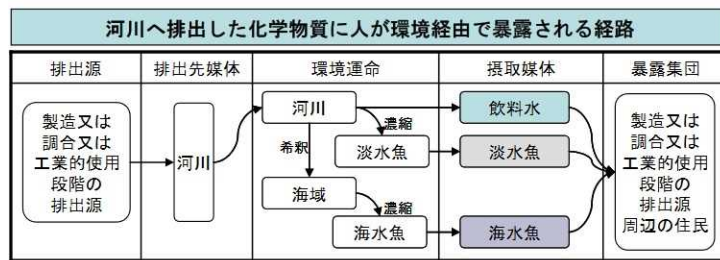 河川へ排出した化学物質に人が環境経由で暴露される経路
排出源
排出先媒体
環境運命
摂取媒体
暴露集団
製造又は
調合又は
工業的使用
段階の
排出源
河川
河川
濃縮
希釈
淡水魚
海域
濃縮
海水魚
飲料水
淡水魚
海水魚
製造又は
調合又は
工業的使用
段階の
排出源
周辺の住民